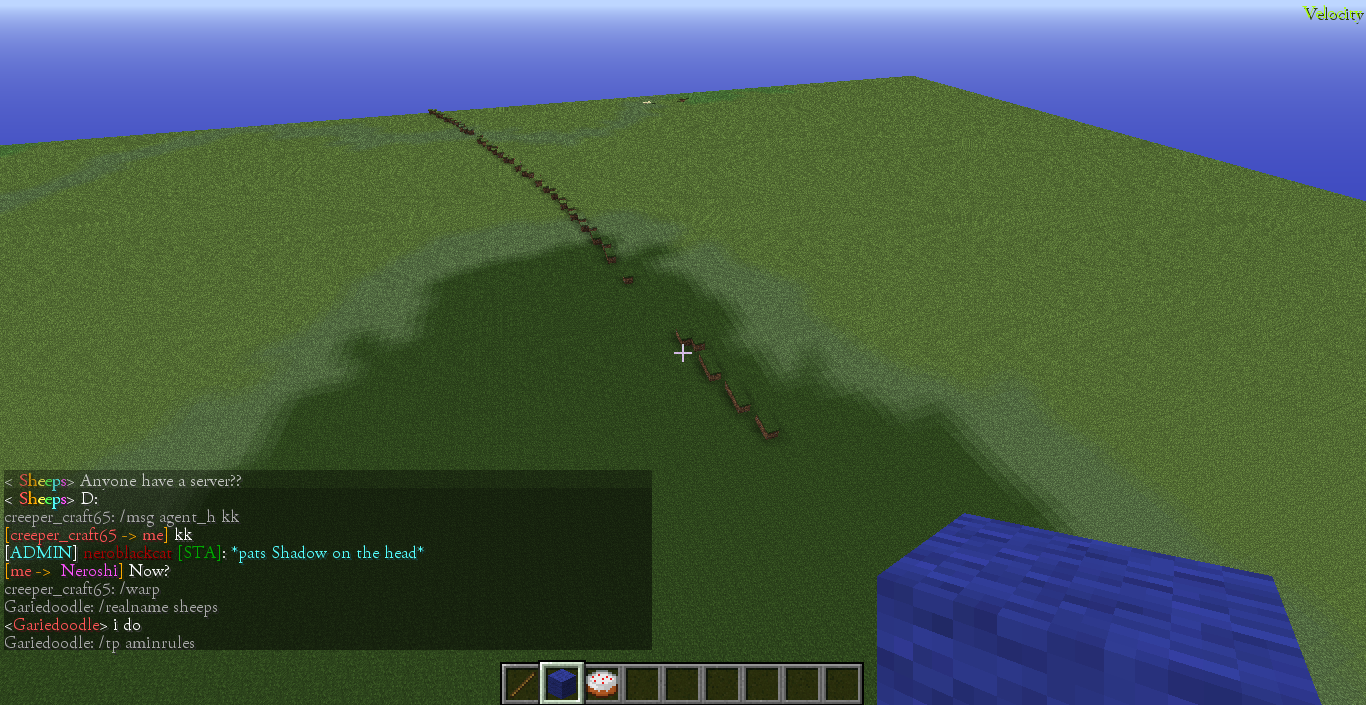 Velocity
< Sheeps> Anyone have a server??
< Sheeps> D:
creeper_craft65: /msg agent_h kk
[creeper_craft65 -> me] kk
[ADMIN] neroblackcat [STA]: *pats Shadow on the head*
[me -> Neroshi] Now?
creeper_craft65: /warp
Gariedoodle: /realname sheeps
<Gariedoodle> i do
Gariedoodle: /tp aminrules